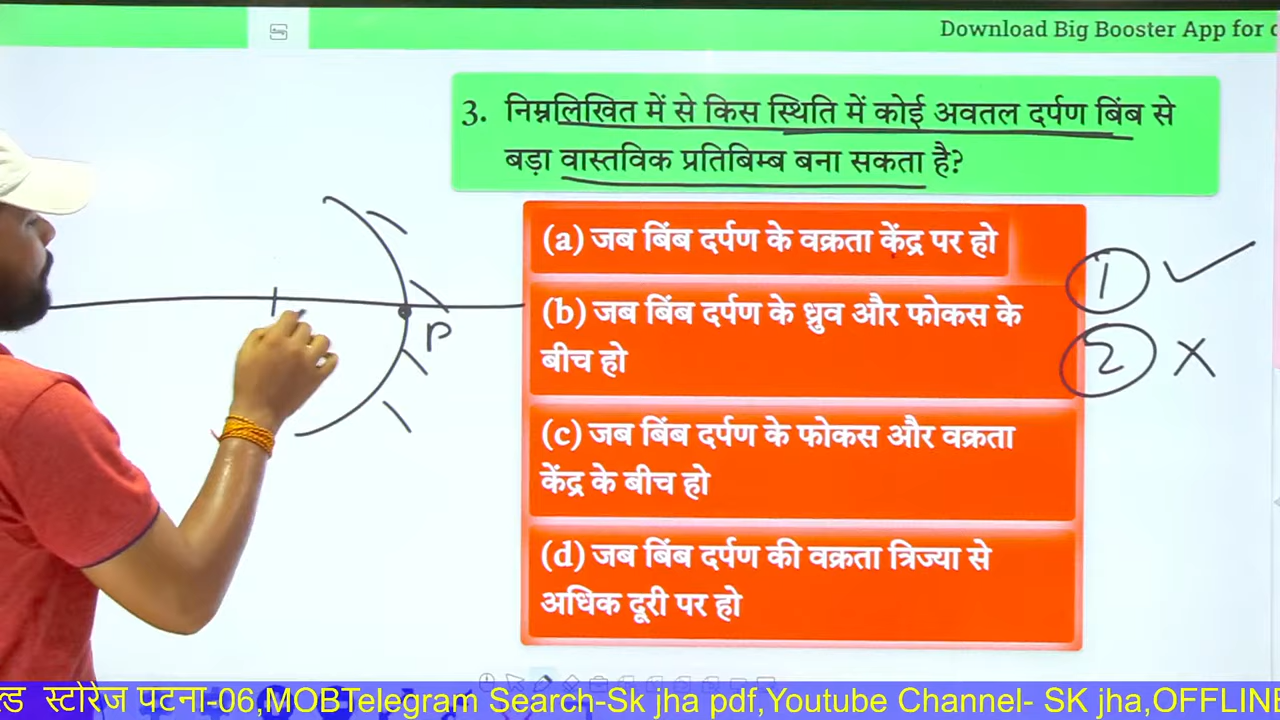 Download Big Booster App for
3. निम्नलिखित में से किस स्थिति में कोई अवतल दर्पण बिंब से
बड़ा वास्तविक प्रतिबिम्ब बना सकता है?
(a) जब बिंब दर्पण के वक्रता केंद्र पर हो
(b) जब बिंब दर्पण के ध्रुव और फोकस के
बीच हो
(c) जब बिंब दर्पण के फोकस और वक्रता
केंद्र के बीच हो
(d) जब बिंब दर्पण की वक्रता त्रिज्या से
अधिक दूरी पर हो
P
1
2
स्टोरेज पटना-06,MOBTelegram Search-Sk jha pdf,Youtube Channel- SK jha,OFFLINE